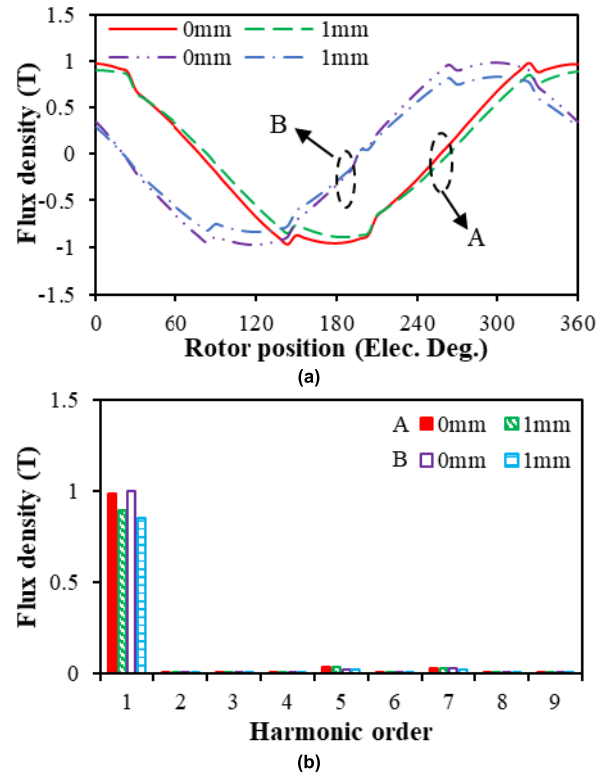 (a)
0mm 1mm
0mm 1mm
Flux density (T)
1.5
1
0.5
0
-0.5
-1
-1.5
B
A
0 60 120 180 240 300 360
Rotor position (Elec. Deg.)
(a)
Flux density (T)
1.5
1
0.5
0
A 0mm 1mm
B 0mm 1mm
1 2 3 4 5 6 7 8 9
Harmonic order
(b)